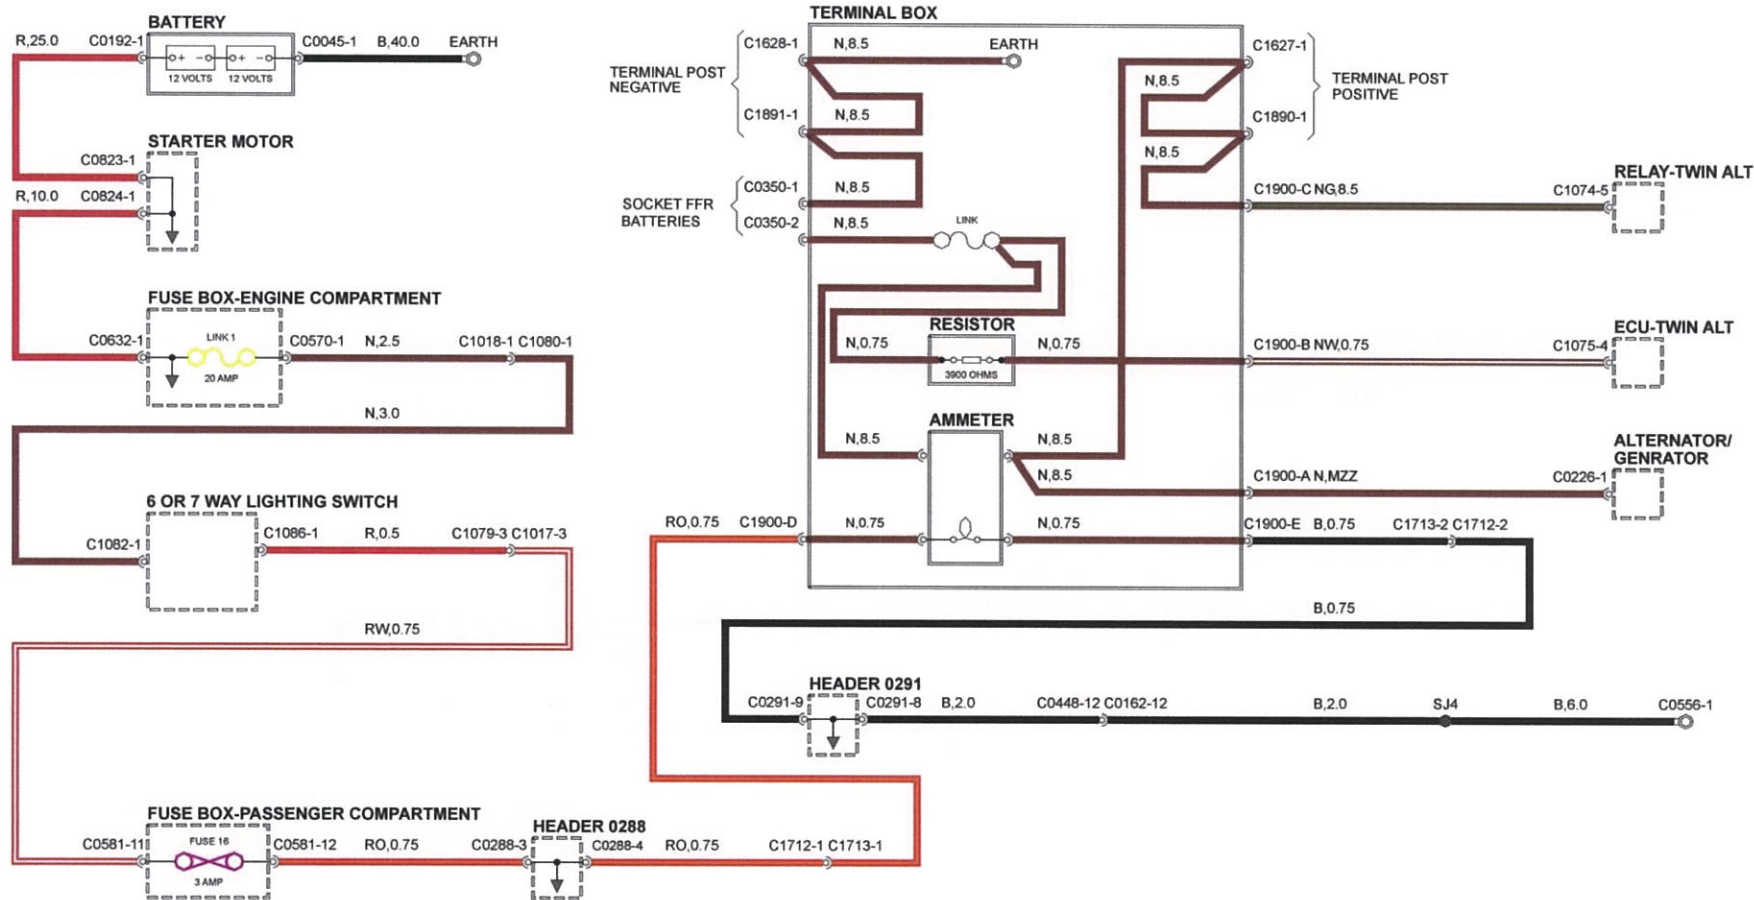 BATTERY
R,25.0
C0192-1
12 VOLTS
12 VOLTS
C0045-1
B,40.0
EARTH
STARTER MOTOR
C0823-1
R,10.0
C0824-1
FUSE BOX-ENGINE COMPARTMENT
C0632-1
LINK 1
20 AMP
C0570-1
N,2.5
C1018-1
C1080-1
N,3.0
6 OR 7 WAY LIGHTING SWITCH
C1082-1
C1086-1
R,0.5
C1079-3
C1017-3
RW,0.75
FUSE BOX-PASSENGER COMPARTMENT
C0581-11
FUSE 16
3 AMP
C0581-12
RO,0.75
C0288-3
HEADER 0288
C0288-4
RO,0.75
C1712-1
C1713-1
TERMINAL BOX
TERMINAL POST
NEGATIVE
C1628-1
N,8.5
EARTH
C1891-1
N,8.5
SOCKET FFR
BATTERIES
C0350-1
N,8.5
C0350-2
N,8.5
LINK
C1627-1
N,8.5
C1890-1
N,8.5
TERMINAL POST
POSITIVE
C1900-C
NG,8.5
C1074-5
RELAY-TWIN ALT
RESISTOR
N,0.75
3900 OHMS
N,0.75
C1900-B
NW,0.75
C1075-4
ECU-TWIN ALT
AMMETER
N,8.5
N,8.5
N,8.5
C1900-A
N,MZZ
C0226-1
ALTERNATOR/
GENRATOR
RO,0.75
C1900-D
N,0.75
N,0.75
C1900-E
B,0.75
C1713-2
C1712-2
B,0.75
HEADER 0291
C0291-9
C0291-8
B,2.0
C0448-12
C0162-12
B,2.0
SJ4
B,6.0
C0556-1